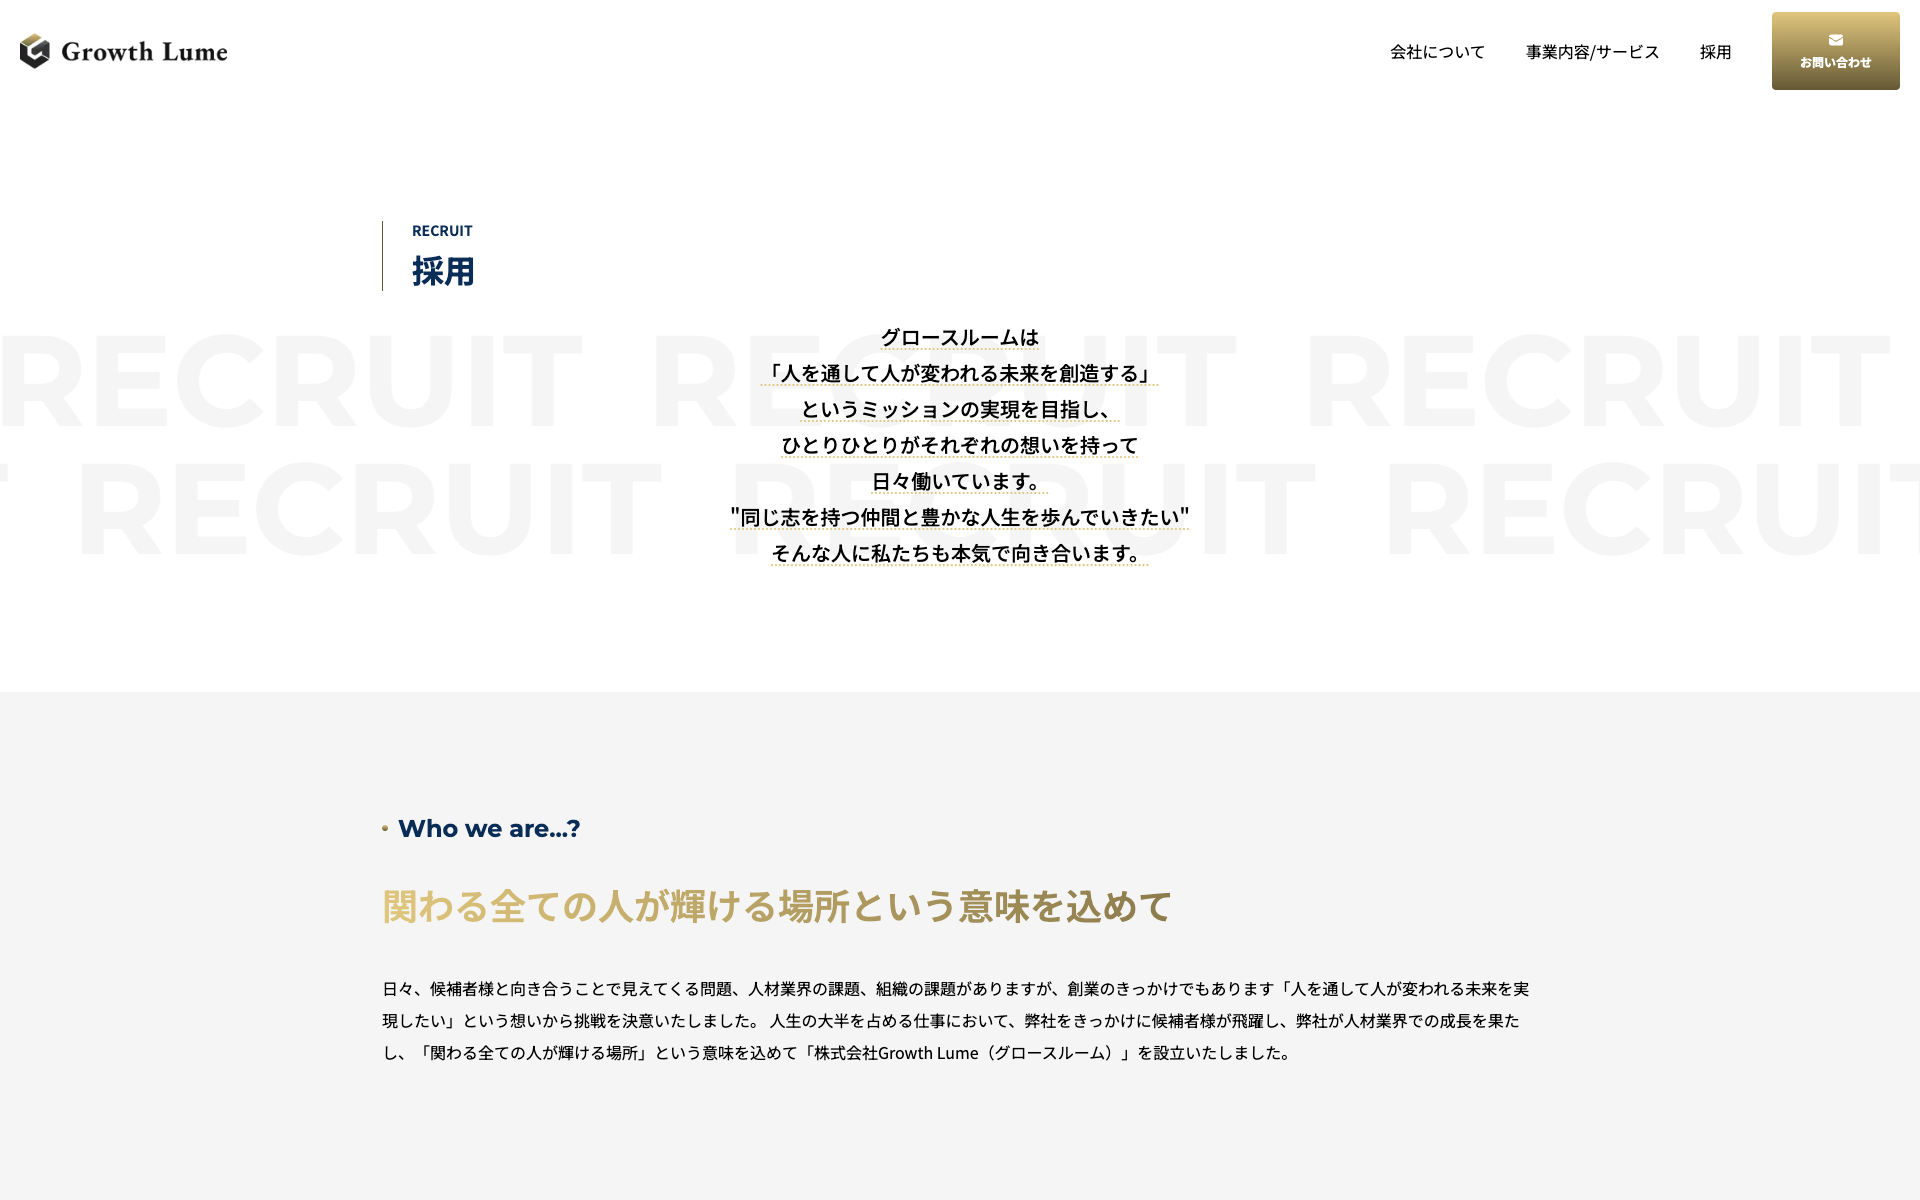 Growth Lume
会社について
事業内容/サービス
採用
お問い合わせ
RECRUIT
採用
RECRUIT RECRUIT RECRUIT
RECRUIT RECRUIT RECRUIT
グロースルームは
「人を通して人が変われる未来を創造する」
というミッションの実現を目指し、
ひとりひとりがそれぞれの想いを持って
日々働いています。
"同じ志を持つ仲間と豊かな人生を歩んでいきたい"
そんな人に私たちも本気で向き合います。
Who we are...?
関わる全ての人が輝ける場所という意味を込めて
日々、候補者様と向き合うことで見えてくる問題、人材業界の課題、組織の課題がありますが、創業のきっかけでもあります「人を通して人が変われる未来を実
現したい」という想いから挑戦を決意いたしました。 人生の大半を占める仕事において、弊社をきっかけに候補者様が飛躍し、弊社が人材業界での成長を果た
し、「関わる全ての人が輝ける場所」という意味を込めて「株式会社Growth Lume（グロースルーム）」を設立いたしました。